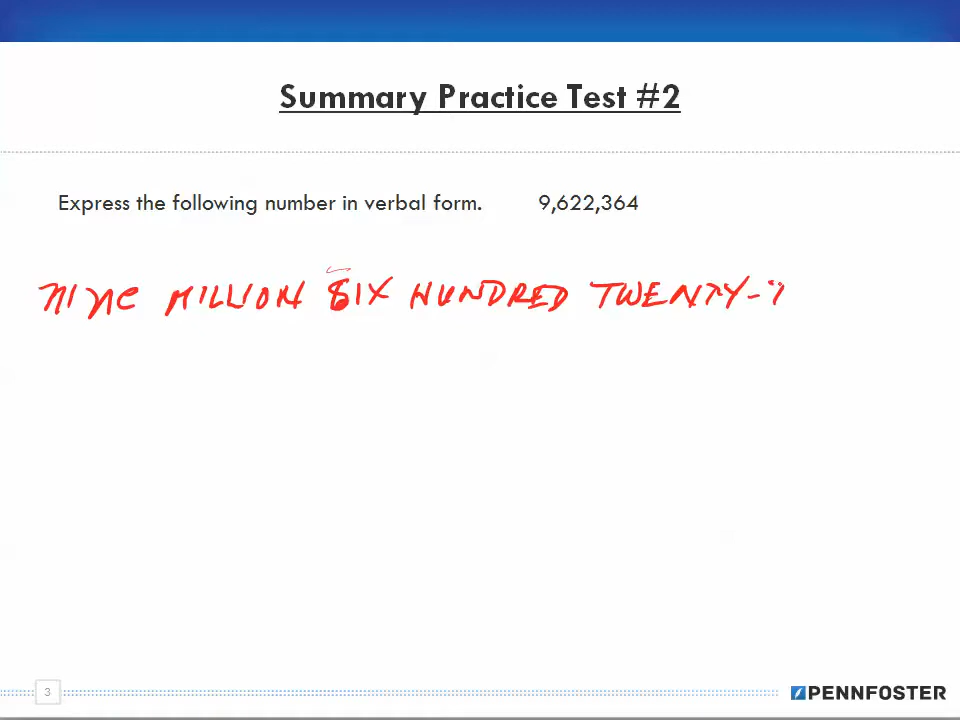 Summary Practice Test #2
Express the following number in verbal form. 9,622,364
NINE MILLION SIX HUNDRED TWENTY-
3
PENNFOSTER